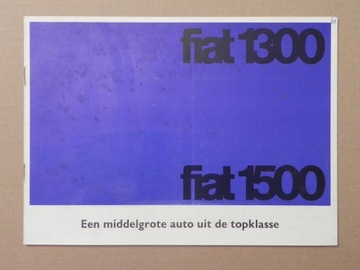 fiat 1300
fiat 1500
Een middelgrote auto uit de topklasse